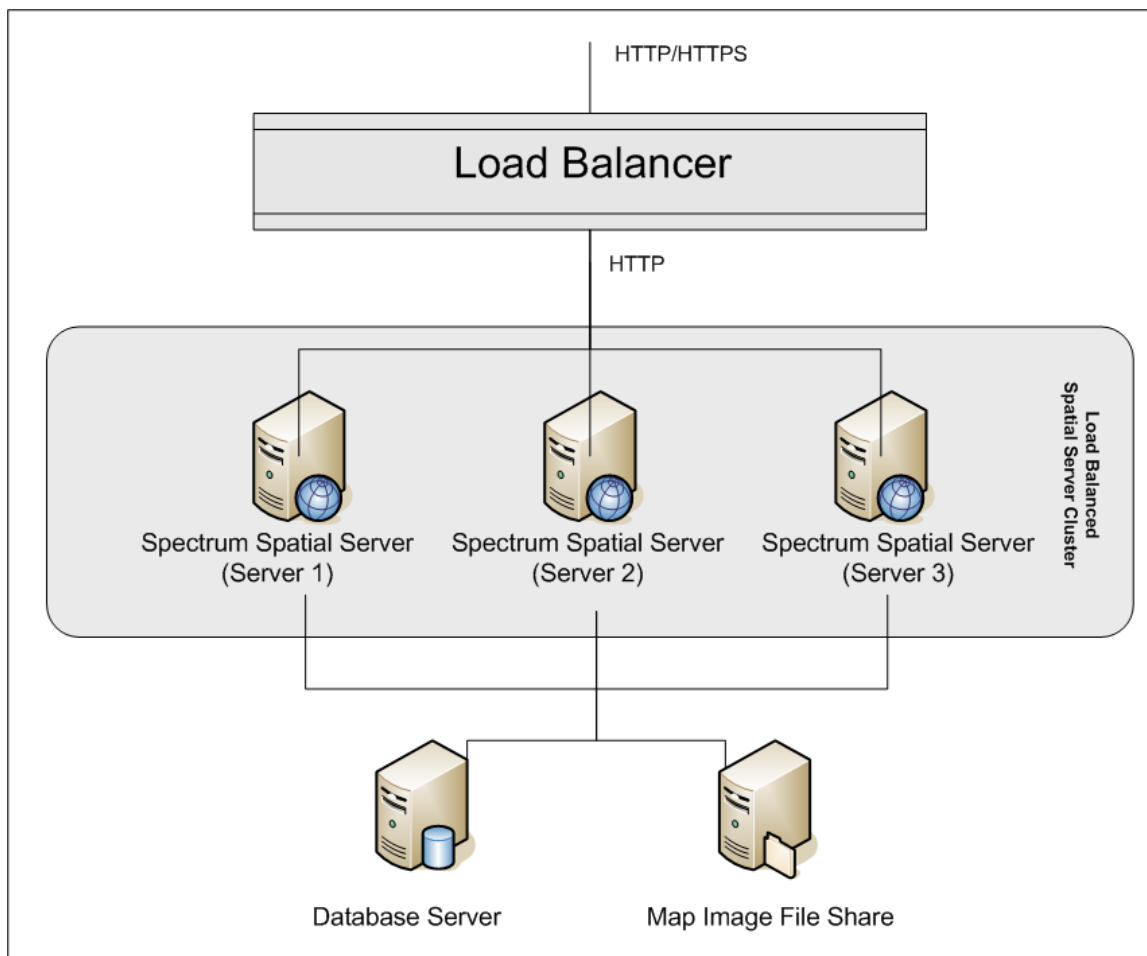 HTTP/HTTPS
Load Balancer
HTTP
Load Balanced
Spatial Server Cluster
Spectrum Spatial Server
(Server 1)
Spectrum Spatial Server
(Server 2)
Spectrum Spatial Server
(Server 3)
Database Server
Map Image File Share